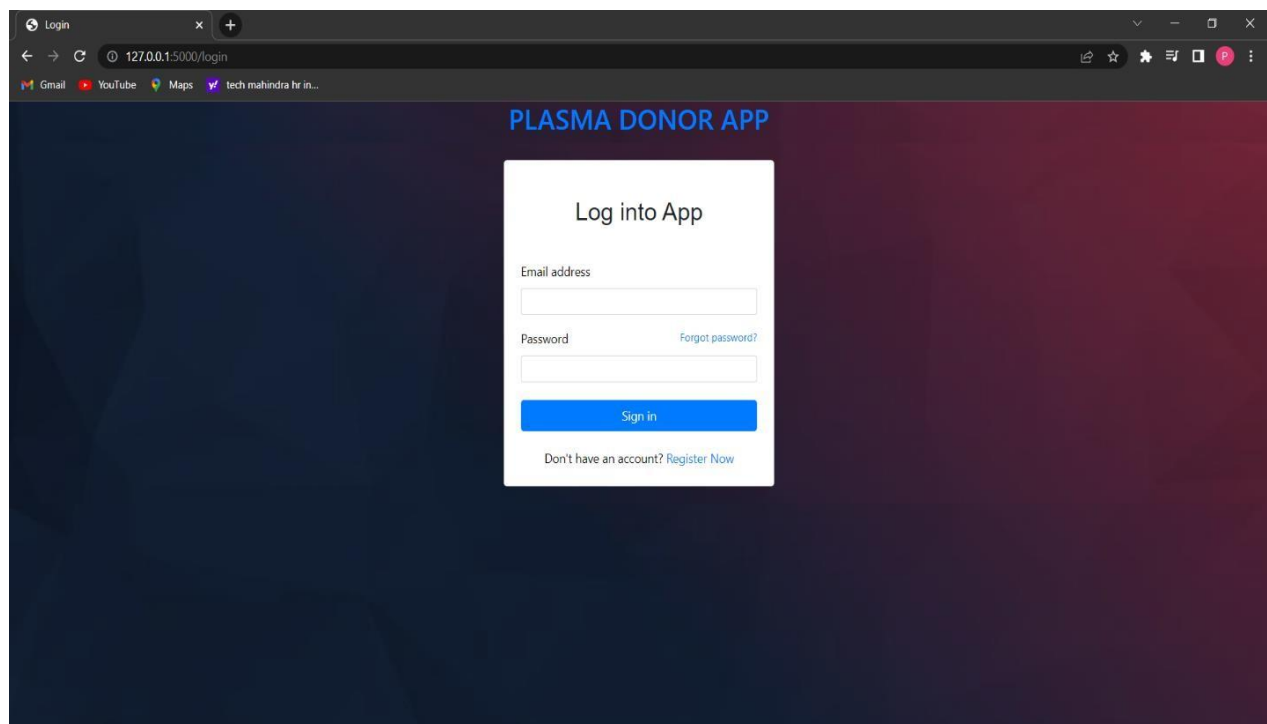 Login
127.0.0.1:5000/login
Gmail YouTube Maps tech mahindra hr in...
P
PLASMA DONOR APP
Log into App
Email address
Password Forgot password?
Sign in
Don't have an account? Register Now